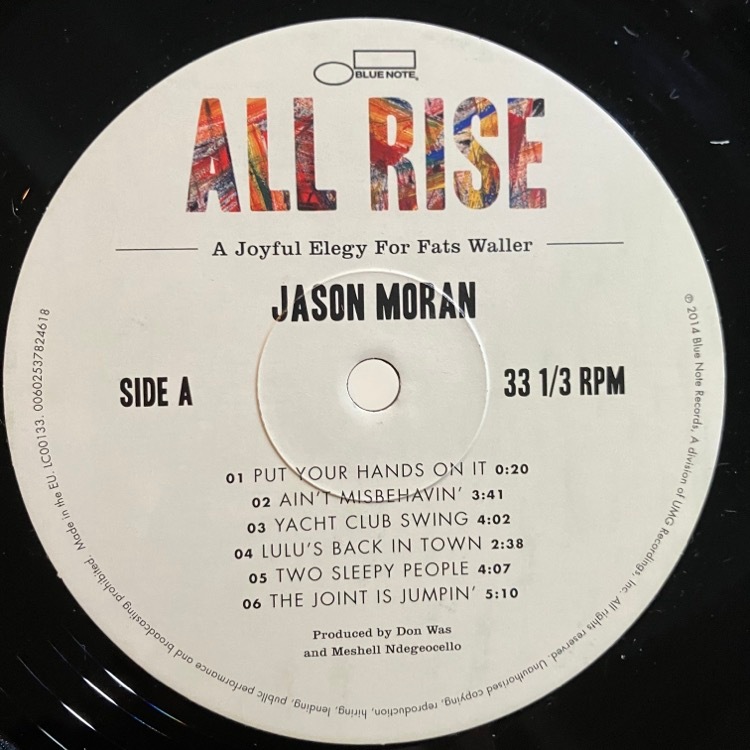 BLUE NOTE®
ALL RISE
A Joyful Elegy For Fats Waller
JASON MORAN
SIDE A
33 1/3 RPM
01 PUT YOUR HANDS ON IT 0:20
02 AIN'T MISBEHAVIN' 3:41
03 YACHT CLUB SWING 4:02
04 LULU'S BACK IN TOWN 2:38
05 TWO SLEEPY PEOPLE 4:07
06 THE JOINT IS JUMPIN' 5:10
Produced by Don Was
and Meshell Ndegeocello
℗ 2014 Blue Note Records, A division of UMG Recordings, Inc. All rights reserved. Unauthorised copying, reproduction, hiring, lending, public performance and broadcasting prohibited. Made in the EU. LC00133. 00602537824618